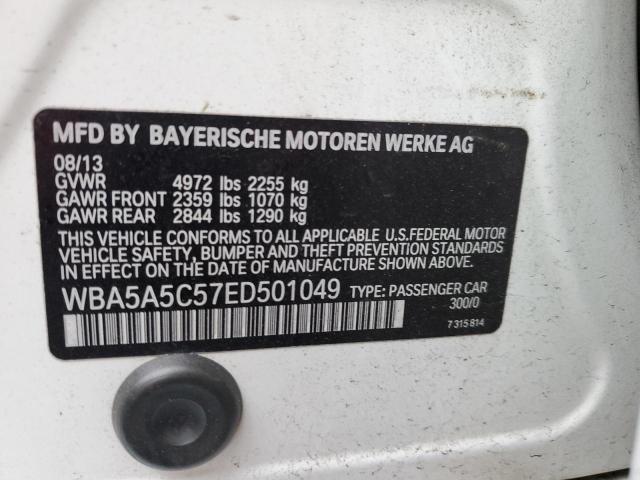 MFD BY BAYERISCHE MOTOREN WERKE AG
08/13
GVWR 4972 lbs 2255 kg
GAWR FRONT 2359 lbs 1070 kg
GAWR REAR 2844 lbs 1290 kg
THIS VEHICLE CONFORMS TO ALL APPLICABLE U.S.FEDERAL MOTOR
VEHICLE SAFETY, BUMPER AND THEFT PREVENTION STANDARDS
IN EFFECT ON THE DATE OF MANUFACTURE SHOWN ABOVE.
WBA5A5C57ED501049 TYPE: PASSENGER CAR
300/0
7 315 814